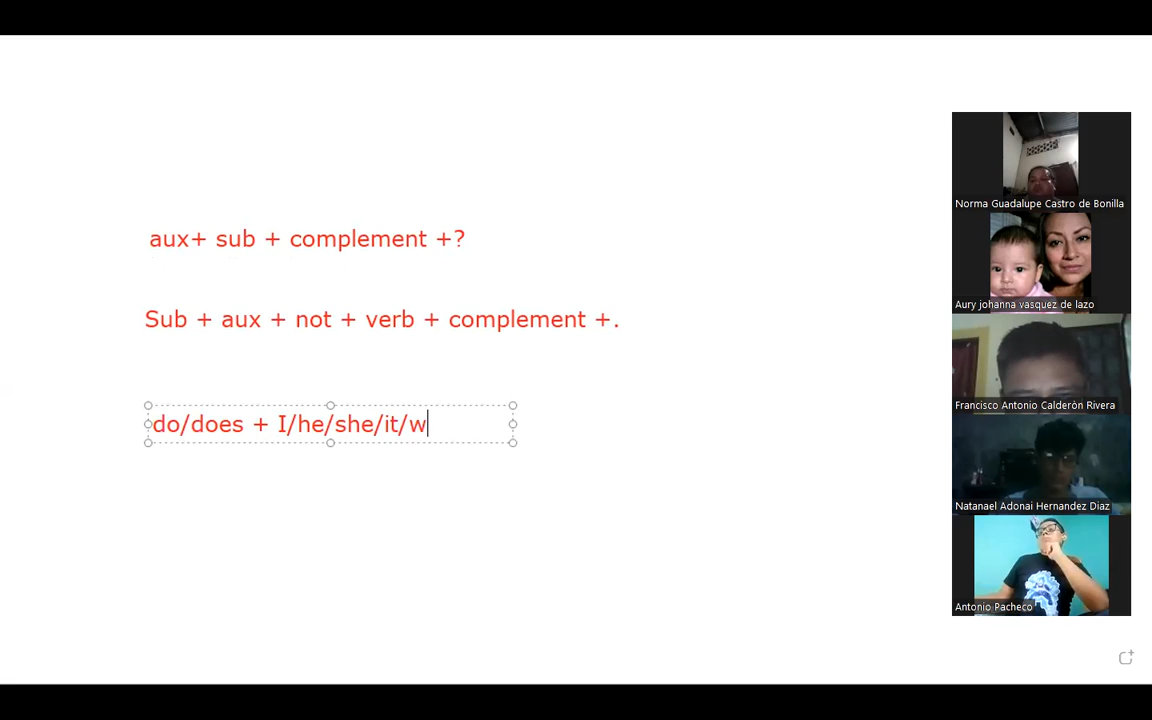 aux+ sub + complement +?
Sub + aux + not + verb + complement +.
do/does + I/he/she/it/w
Norma Guadalupe Castro de Bonilla
Aury johanna vasquez de lazo
Francisco Antonio Calderòn Rivera
Natanael Adonai Hernandez Diaz
Antonio Pacheco